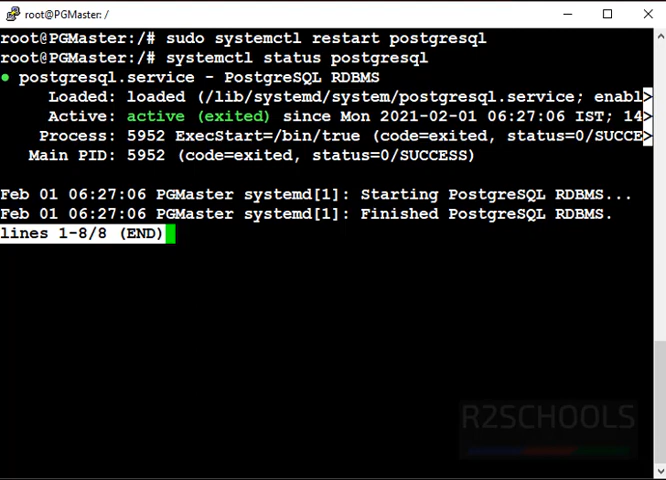 root@PGMaster: /
root@PGMaster:/# sudo systemctl restart postgresql
root@PGMaster:/# systemctl status postgresql
● postgresql.service - PostgreSQL RDBMS
     Loaded: loaded (/lib/systemd/system/postgresql.service; enabl>
     Active: active (exited) since Mon 2021-02-01 06:27:06 IST; 14>
    Process: 5952 ExecStart=/bin/true (code=exited, status=0/SUCCE>
   Main PID: 5952 (code=exited, status=0/SUCCESS)
Feb 01 06:27:06 PGMaster systemd[1]: Starting PostgreSQL RDBMS...
Feb 01 06:27:06 PGMaster systemd[1]: Finished PostgreSQL RDBMS.
lines 1-8/8 (END)
R2SCHOOLS